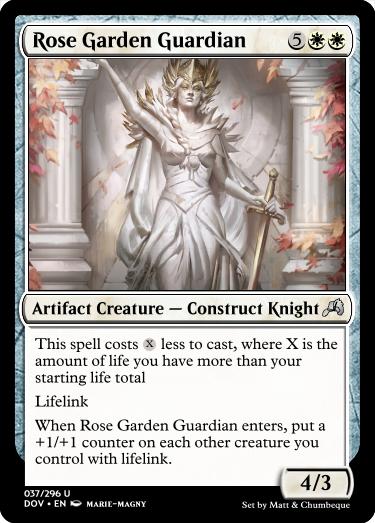 Rose Garden Guardian 5
Artifact Creature — Construct Knight
This spell costs X less to cast, where X is the
amount of life you have more than your
starting life total
Lifelink
When Rose Garden Guardian enters, put a
+1/+1 counter on each other creature you
control with lifelink.
4/3
037/296 U
DOV • EN MARIE-MAGNY
Set by Matt & Chumbeque